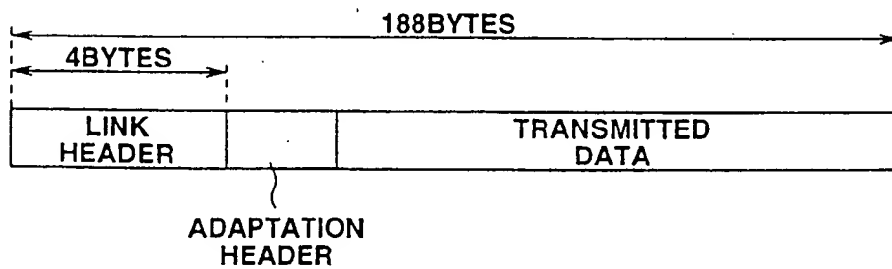 188BYTES
4BYTES
LINK
HEADER
TRANSMITTED
DATA
ADAPTATION
HEADER